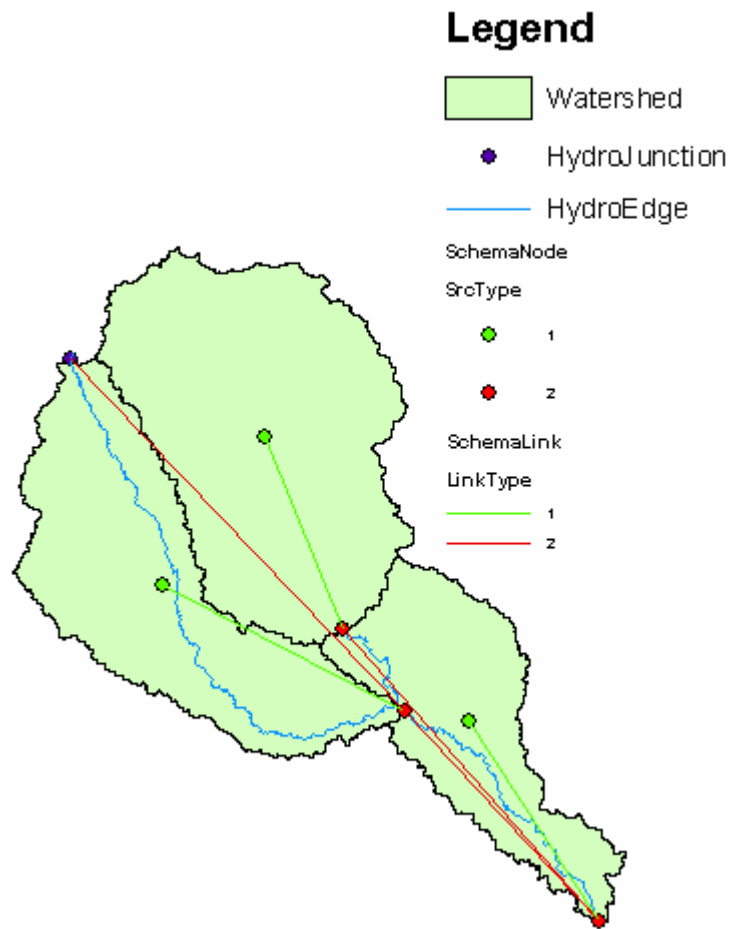 Legend
Watershed
HydroJunction
HydroEdge
SchemaNode
SrcType
1
2
SchemaLink
LinkType
1
2